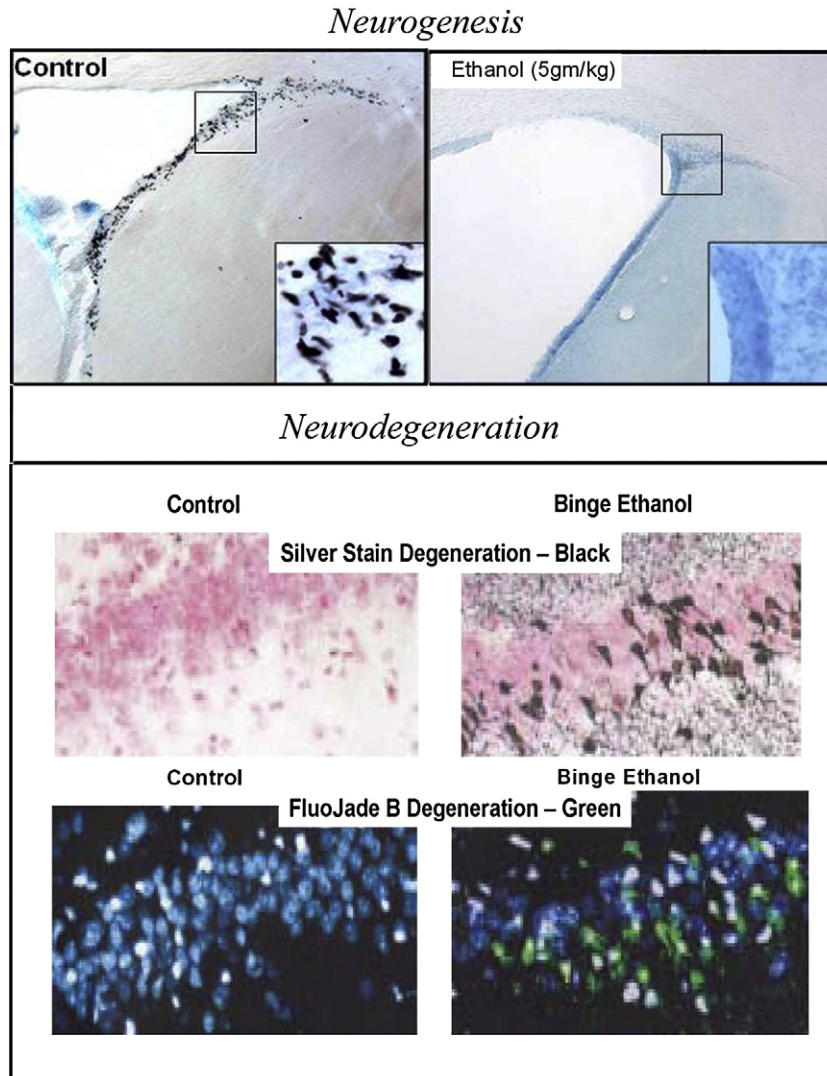 Neurogenesis
Control
Ethanol (5gm/kg)
Neurodegeneration
Control
Binge Ethanol
Silver Stain Degeneration – Black
Control
Binge Ethanol
FluoJade B Degeneration – Green